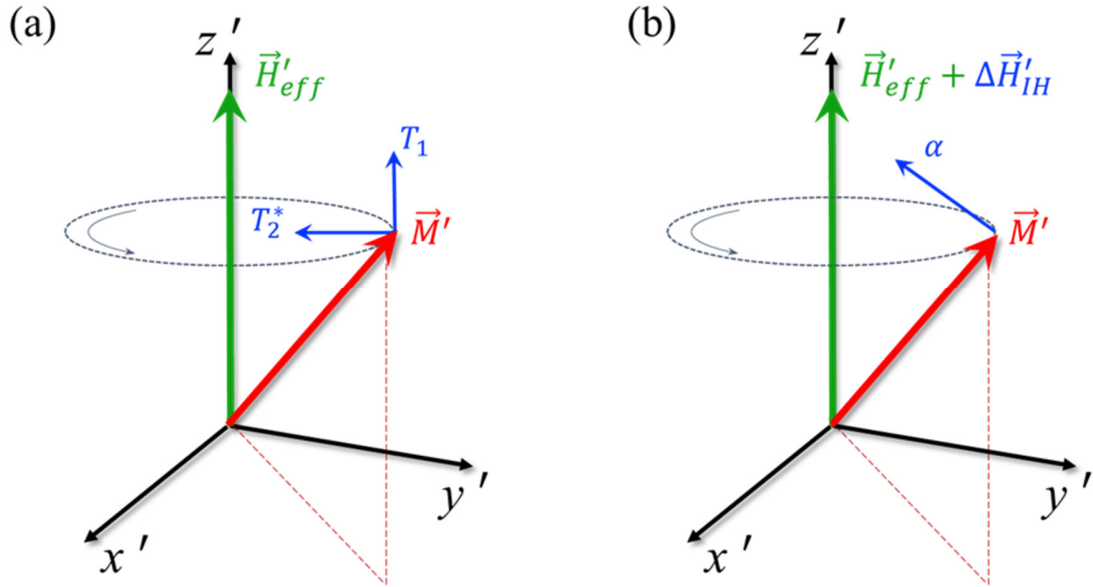 (a)
z′
H⃗′eff
T₁
T₂*
M⃗′
y′
x′
(b)
z′
H⃗′eff + ΔH⃗′IH
α
M⃗′
y′
x′